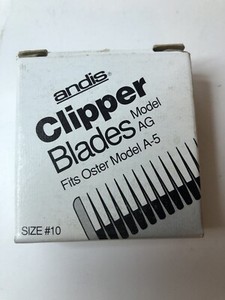 andis®
Clipper
Blades Model
AG
Fits Oster Model A-5
SIZE #10